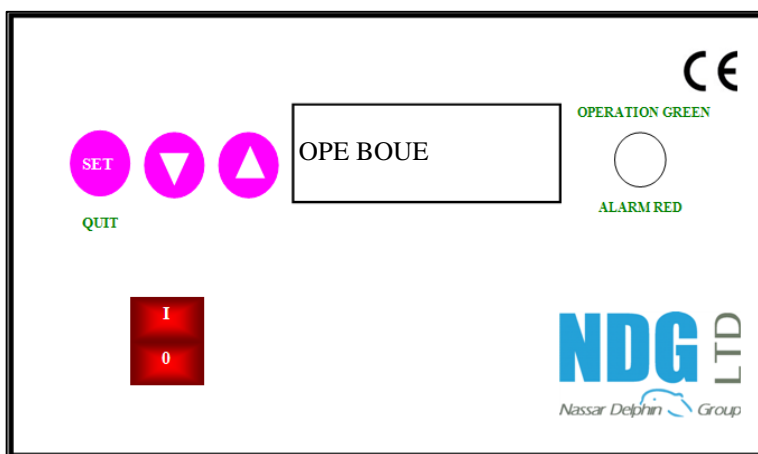 CE
OPERATION GREEN
SET
OPE BOUE
ALARM RED
QUIT
I
0
NDG LTD
Nassar Delphin Group